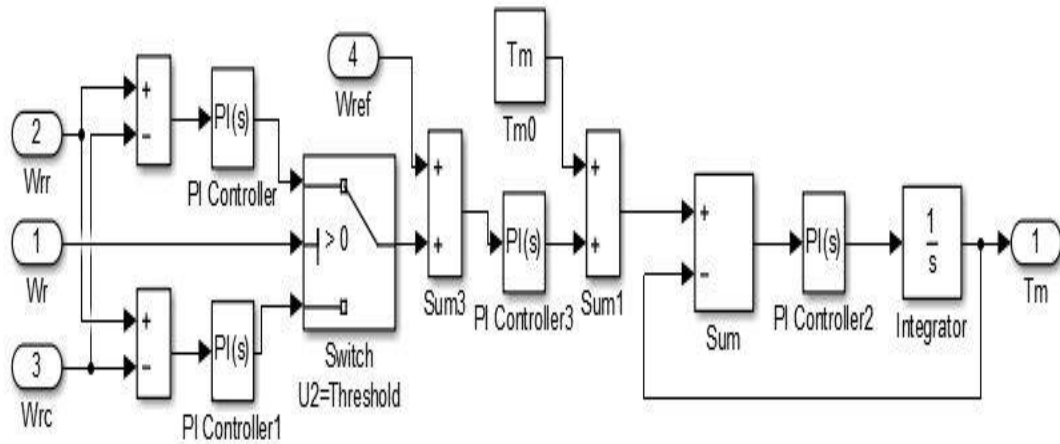 2
Wrr
1
Wr
3
Wrc
+
−
PI(s)
PI Controller
+
−
PI(s)
PI Controller1
> 0
Switch
U2=Threshold
4
Wref
+
+
Sum3
PI(s)
PI Controller3
Tm
Tm0
+
+
Sum1
+
−
Sum
PI(s)
PI Controller2
1
s
Integrator
1
Tm